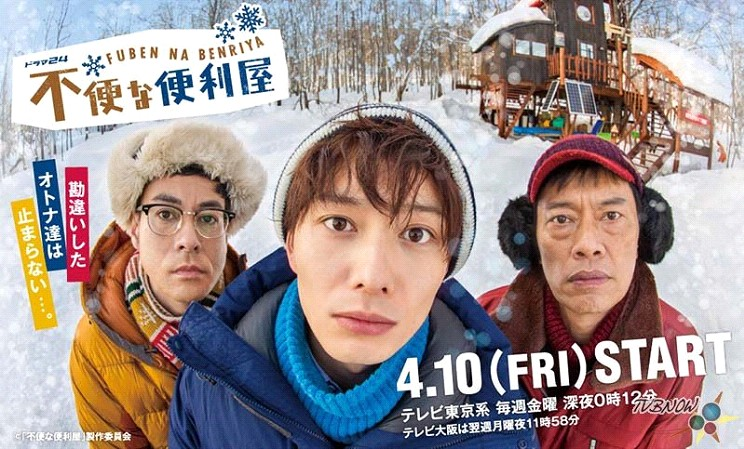 ドラマ24
FUBEN NA BENRIYA
不便な便利屋
勘違いした
オトナ達は
止まらない…。
4.10(FRI)START
テレビ東京系 毎週金曜 深夜0時12分
テレビ大阪は翌週月曜夜11時58分
TVBNOW
©「不便な便利屋」製作委員会